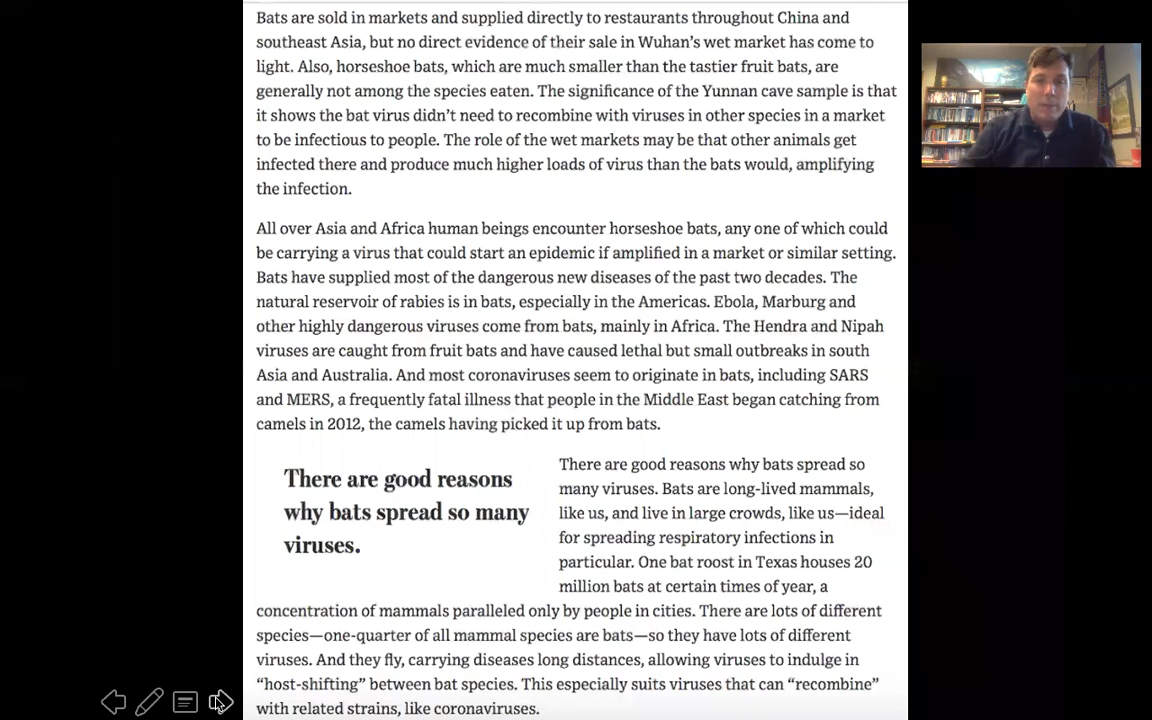 Bats are sold in markets and supplied directly to restaurants throughout China and
southeast Asia, but no direct evidence of their sale in Wuhan’s wet market has come to
light. Also, horseshoe bats, which are much smaller than the tastier fruit bats, are
generally not among the species eaten. The significance of the Yunnan cave sample is that
it shows the bat virus didn’t need to recombine with viruses in other species in a market
to be infectious to people. The role of the wet markets may be that other animals get
infected there and produce much higher loads of virus than the bats would, amplifying
the infection.
All over Asia and Africa human beings encounter horseshoe bats, any one of which could
be carrying a virus that could start an epidemic if amplified in a market or similar setting.
Bats have supplied most of the dangerous new diseases of the past two decades. The
natural reservoir of rabies is in bats, especially in the Americas. Ebola, Marburg and
other highly dangerous viruses come from bats, mainly in Africa. The Hendra and Nipah
viruses are caught from fruit bats and have caused lethal but small outbreaks in south
Asia and Australia. And most coronaviruses seem to originate in bats, including SARS
and MERS, a frequently fatal illness that people in the Middle East began catching from
camels in 2012, the camels having picked it up from bats.
There are good reasons
why bats spread so many
viruses.
There are good reasons why bats spread so
many viruses. Bats are long-lived mammals,
like us, and live in large crowds, like us—ideal
for spreading respiratory infections in
particular. One bat roost in Texas houses 20
million bats at certain times of year, a
concentration of mammals paralleled only by people in cities. There are lots of different
species—one-quarter of all mammal species are bats—so they have lots of different
viruses. And they fly, carrying diseases long distances, allowing viruses to indulge in
“host-shifting” between bat species. This especially suits viruses that can “recombine”
with related strains, like coronaviruses.